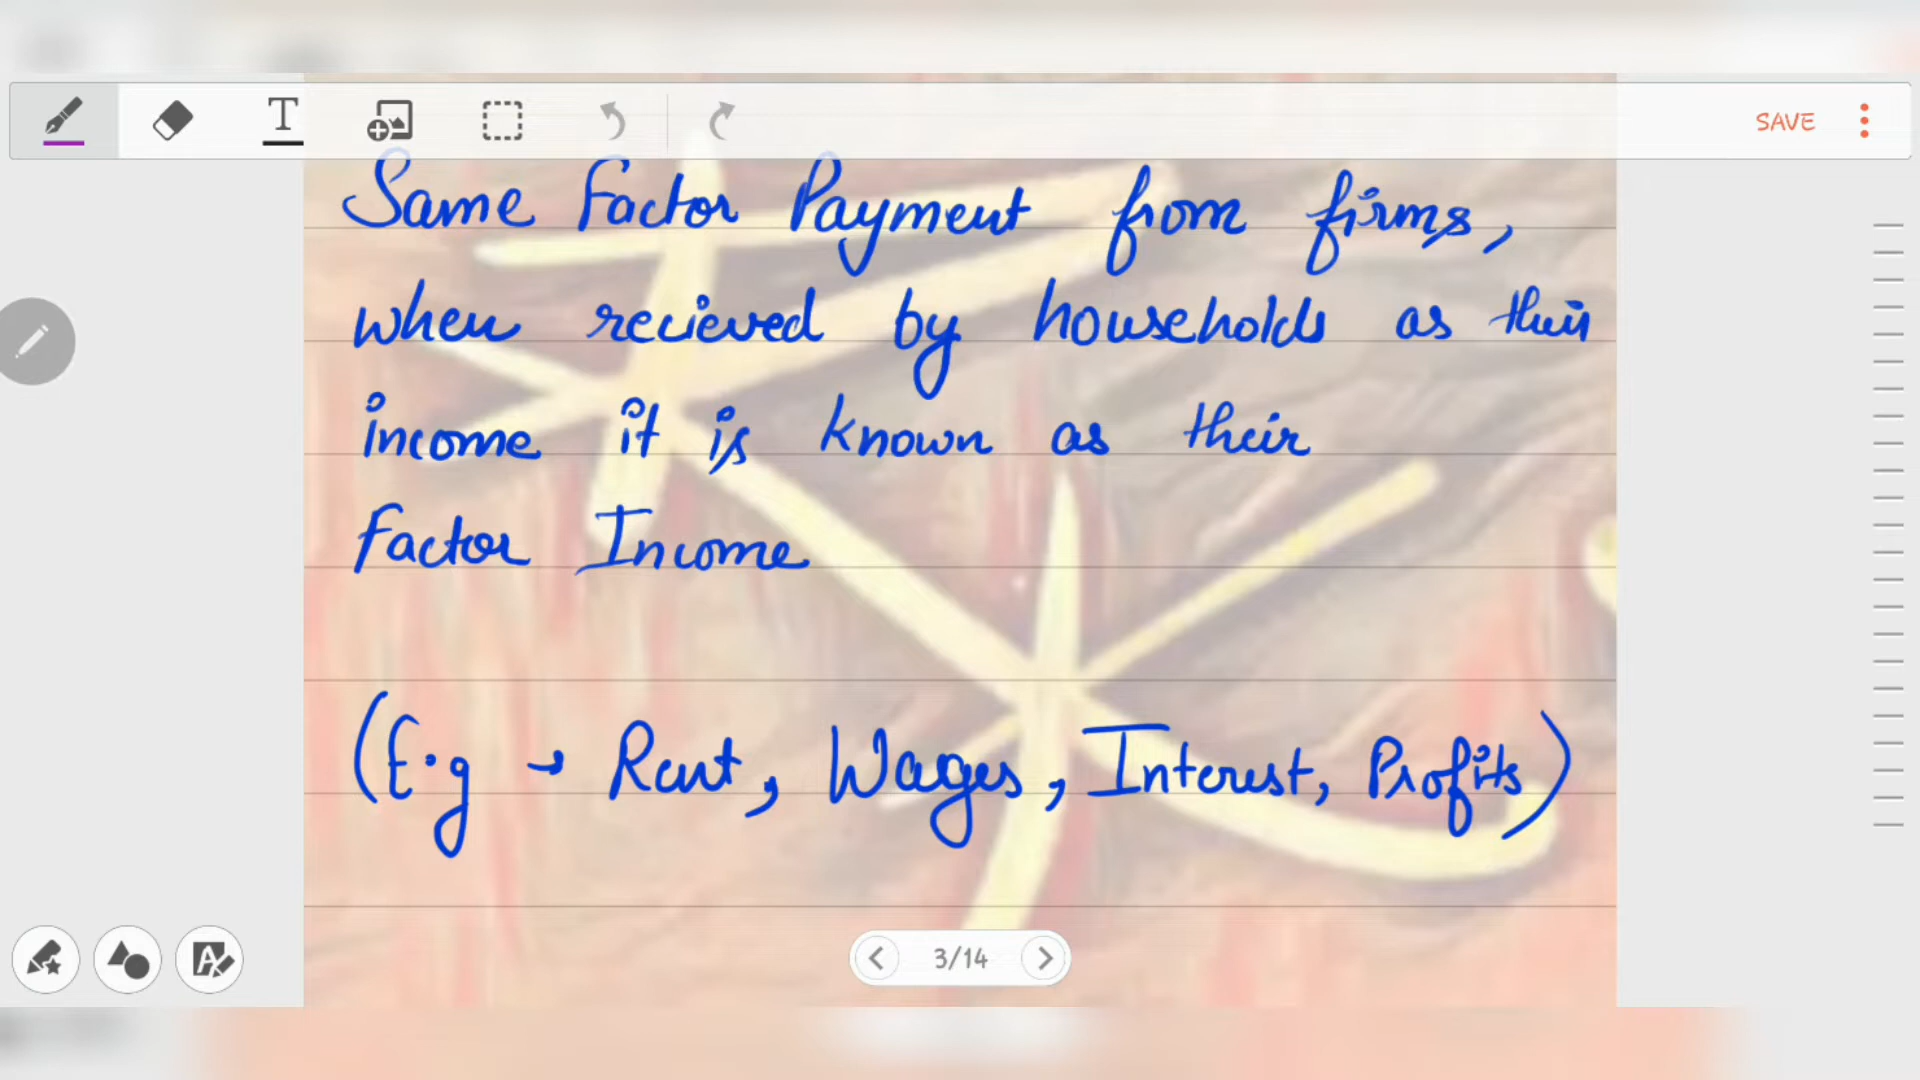 T
SAVE
Same Factor Payment from firms,
when recieved by households as their
income it is known as their
Factor Income
(E.g → Rent, Wages, Interest, Profits)
3/14